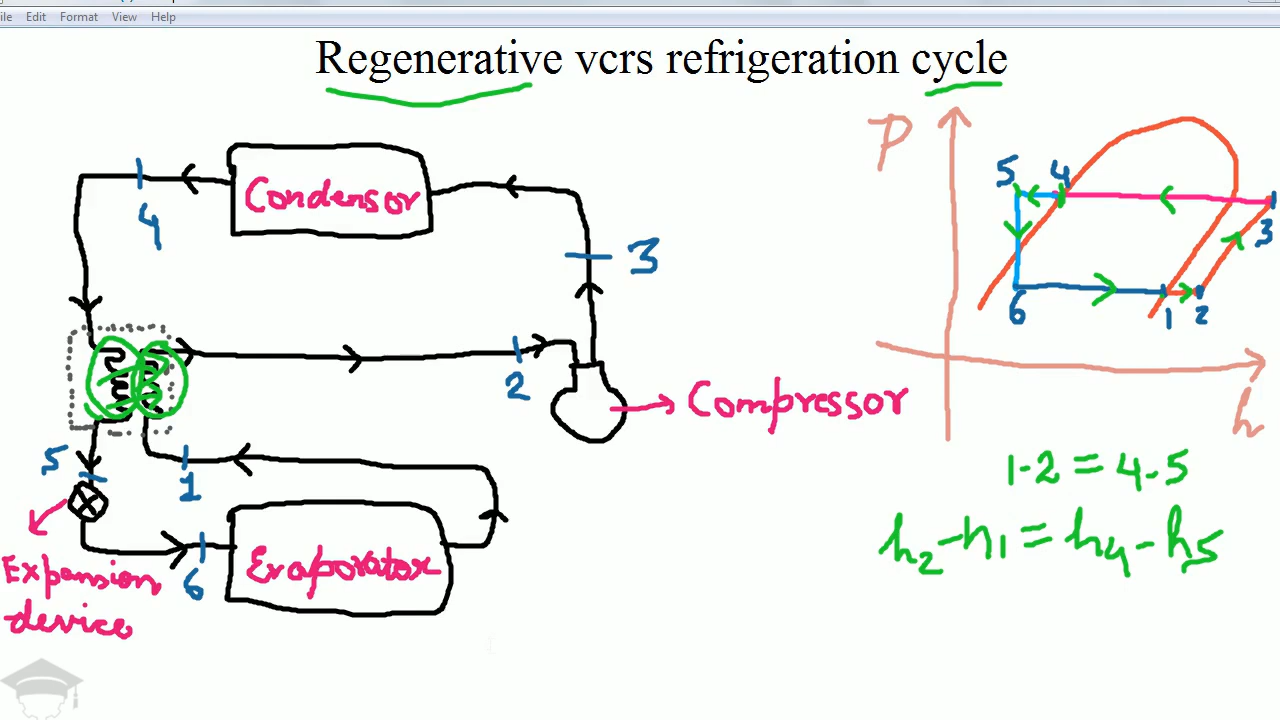 ile Edit Format View Help
Regenerative vcrs refrigeration cycle
Condensor
4
3
2
Compressor
5
1
6
Evaporator
Expansion
device
P
5 4
3
6 1 2
h
1-2 = 4-5
h2-h1 = h4-h5